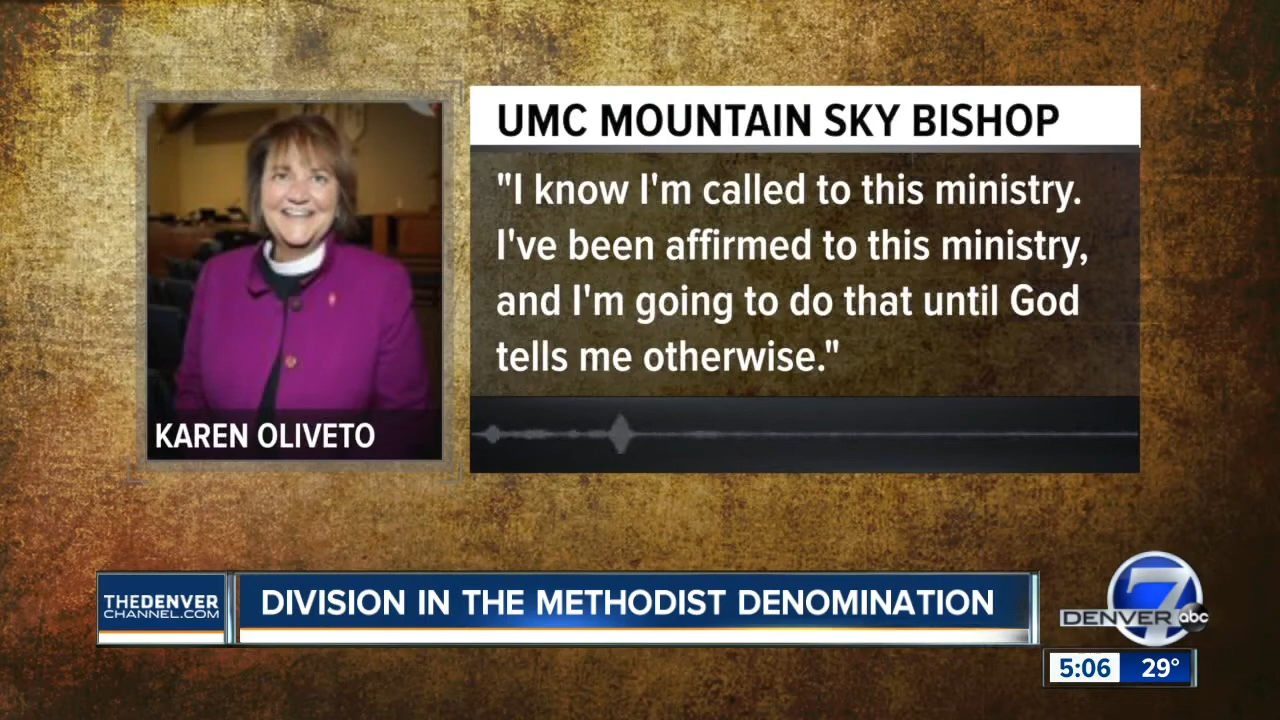 UMC MOUNTAIN SKY BISHOP
"I know I'm called to this ministry.
I've been affirmed to this ministry,
and I'm going to do that until God
tells me otherwise."
KAREN OLIVETO
THEDENVER
CHANNEL.COM
DIVISION IN THE METHODIST DENOMINATION
7
DENVER abc
5:06 29°